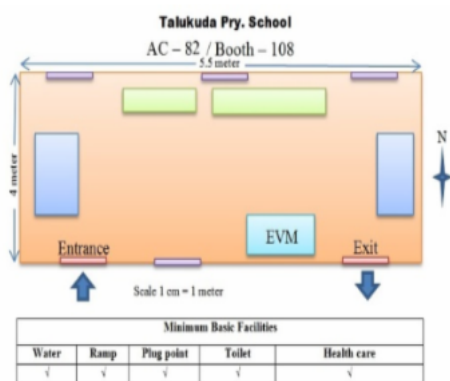 Talukuda Pry. School
AC – 82 / Booth – 108
5.5 meter
4 meter
N
EVM
Entrance
Exit
Scale 1 cm = 1 meter
Minimum Basic Facilities
Water Ramp Plug point Toilet Health care
√ √ √ √ √